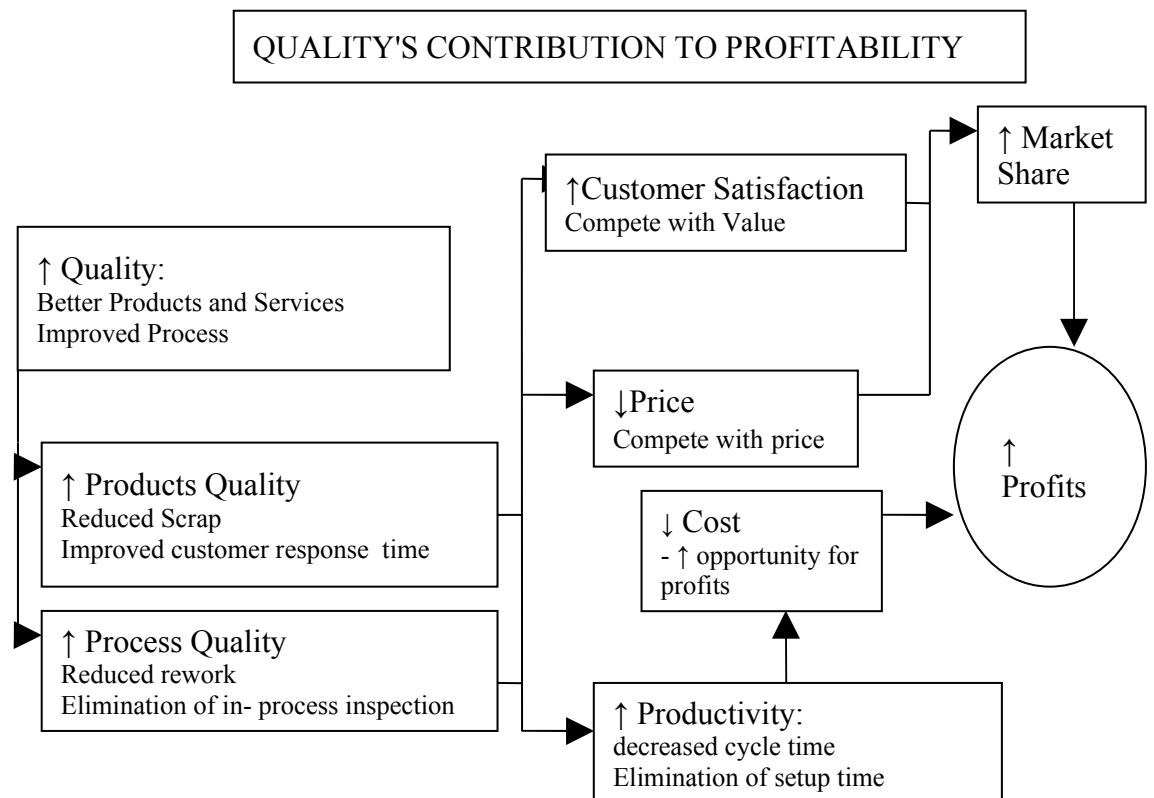 QUALITY'S CONTRIBUTION TO PROFITABILITY
↑ Quality:
Better Products and Services
Improved Process
↑ Products Quality
Reduced Scrap
Improved customer response time
↑ Process Quality
Reduced rework
Elimination of in- process inspection
↑Customer Satisfaction
Compete with Value
↓Price
Compete with price
↓ Cost
- ↑ opportunity for
profits
↑ Productivity:
decreased cycle time
Elimination of setup time
↑ Market
Share
↑
Profits